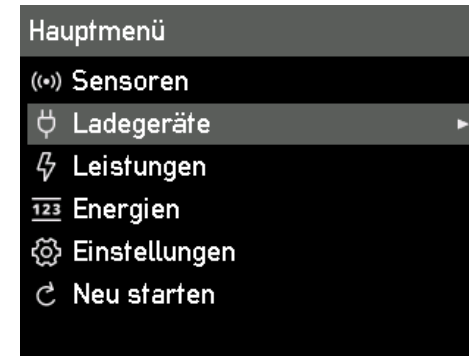 Hauptmenü
Sensoren
Ladegeräte
Leistungen
123 Energien
Einstellungen
Neu starten